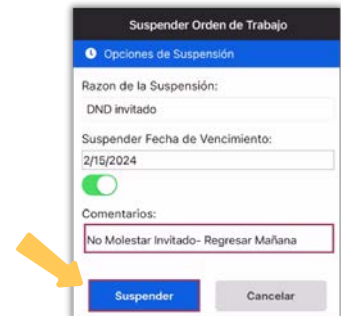 Suspender Orden de Trabajo
Opciones de Suspensión
Razon de la Suspensión:
DND invitado
Suspender Fecha de Vencimiento:
2/15/2024
Comentarios:
No Molestar Invitado- Regresar Mañana
Suspender Cancelar